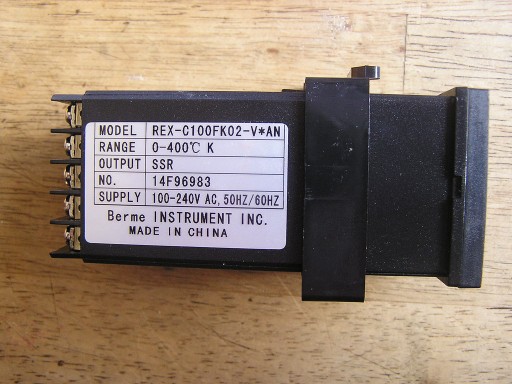 MODEL REX-C100FK02-V*AN
RANGE 0-400℃ K
OUTPUT SSR
NO. 14F96983
SUPPLY 100-240V AC, 50HZ/60HZ
Berme INSTRUMENT INC.
MADE IN CHINA